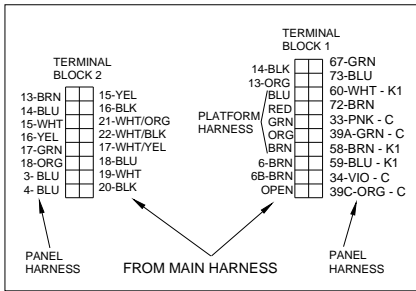 TERMINAL
BLOCK 2
13-BRN
14-BLU
15-WHT
16-YEL
17-GRN
18-ORG
3- BLU
4- BLU
15-YEL
16-BLK
21-WHT/ORG
22-WHT/BLK
17-WHT/YEL
18-BLU
19-WHT
20-BLK
PANEL
HARNESS
FROM MAIN HARNESS
TERMINAL
BLOCK 1
14-BLK
13-ORG
BLU
RED
GRN
ORG
BRN
6-BRN
6B-BRN
OPEN
PLATFORM
HARNESS
67-GRN
73-BLU
60-WHT - K1
72-BRN
33-PNK - C
39A-GRN - C
58-BRN - K1
59-BLU - K1
34-VIO - C
39C-ORG - C
PANEL
HARNESS